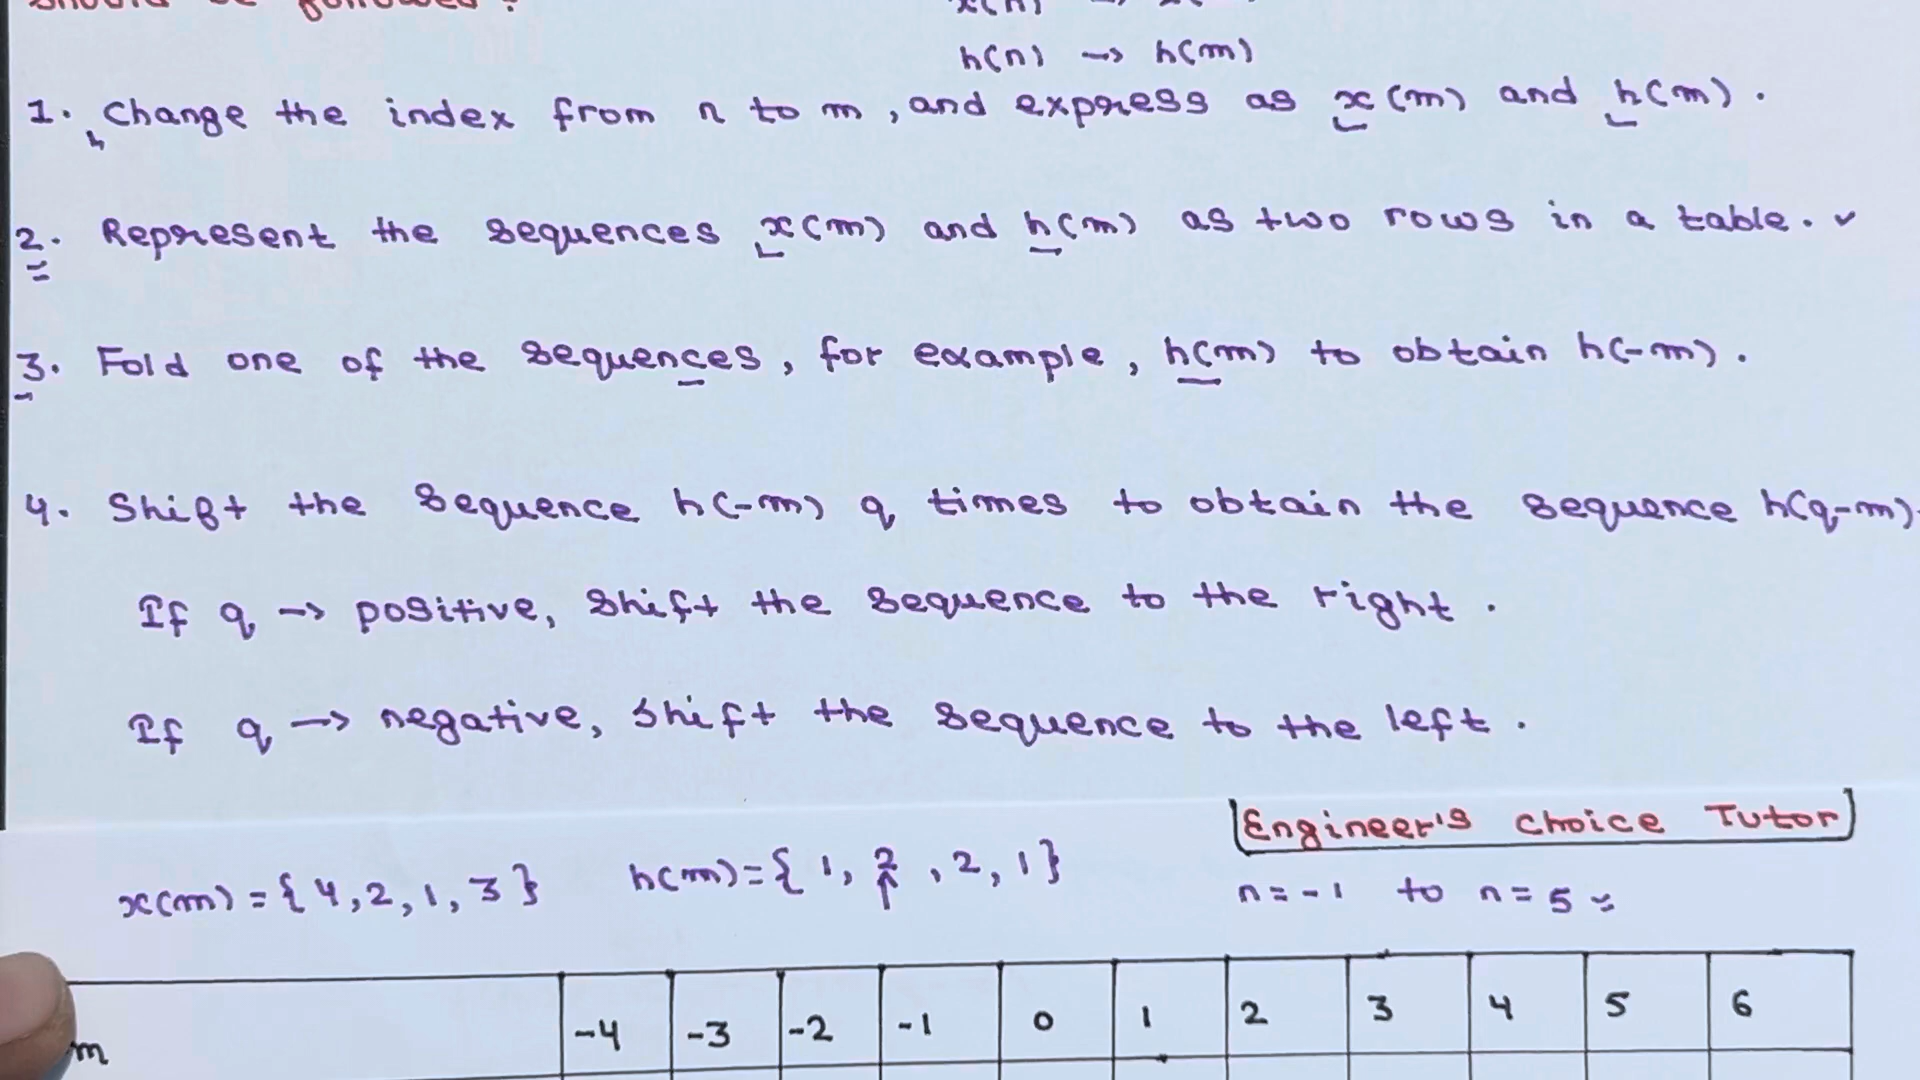 should be followed:
x(n) → x(
h(n) → h(m)
1. Change the index from n to m, and express as x(m) and h(m).
2. Represent the sequences x(m) and h(m) as two rows in a table.
3. Fold one of the sequences, for example, h(m) to obtain h(-m).
4. Shift the sequence h(-m) q times to obtain the sequence h(q-m).
If q → positive, shift the sequence to the right.
If q → negative, shift the sequence to the left.
Engineer's choice Tutor
x(m) = {4, 2, 1, 3} h(m) = {1, 2, 2, 1}
↑
n = -1 to n = 5
m -4 -3 -2 -1 0 1 2 3 4 5 6